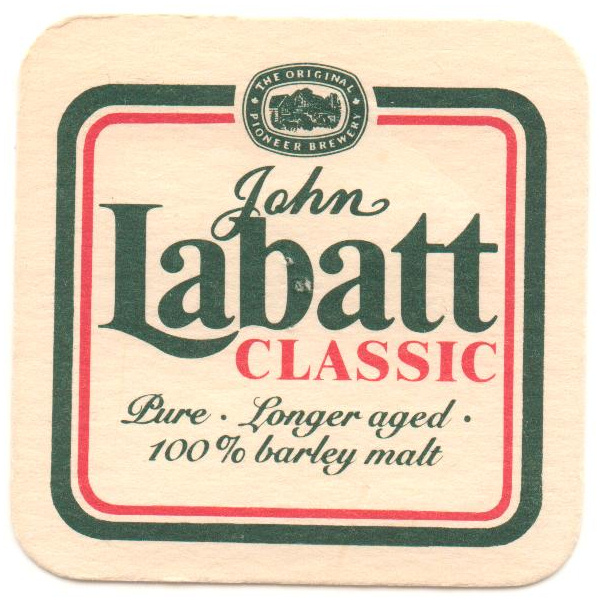 THE ORIGINAL
PIONEER BREWERY
John
Labatt
CLASSIC
Pure · Longer aged ·
100% barley malt